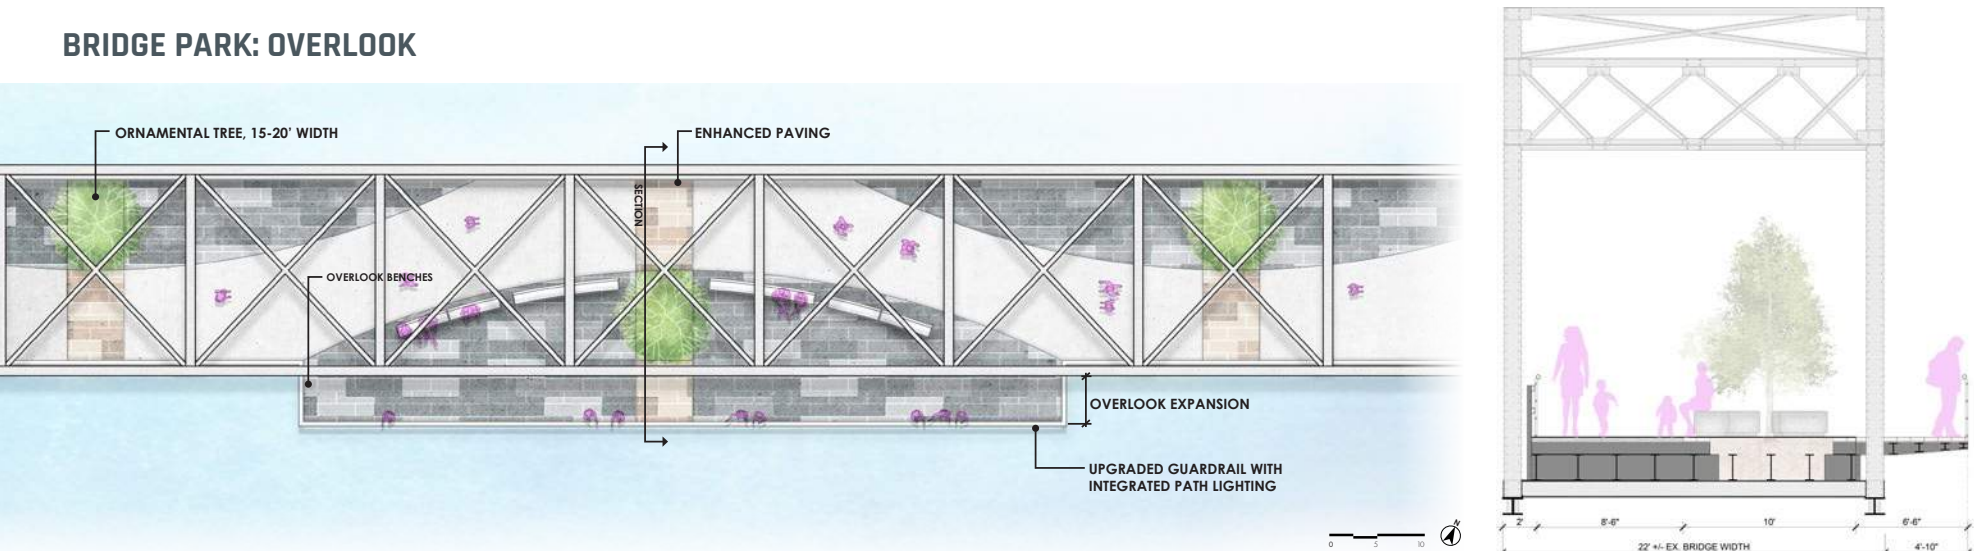 BRIDGE PARK: OVERLOOK
ORNAMENTAL TREE, 15-20' WIDTH
ENHANCED PAVING
SECTION
OVERLOOK BENCHES
OVERLOOK EXPANSION
UPGRADED GUARDRAIL WITH
INTEGRATED PATH LIGHTING
0 5 10
N
2' 8'-6" 10' 6'-6"
22' +/- EX. BRIDGE WIDTH 4'-10"